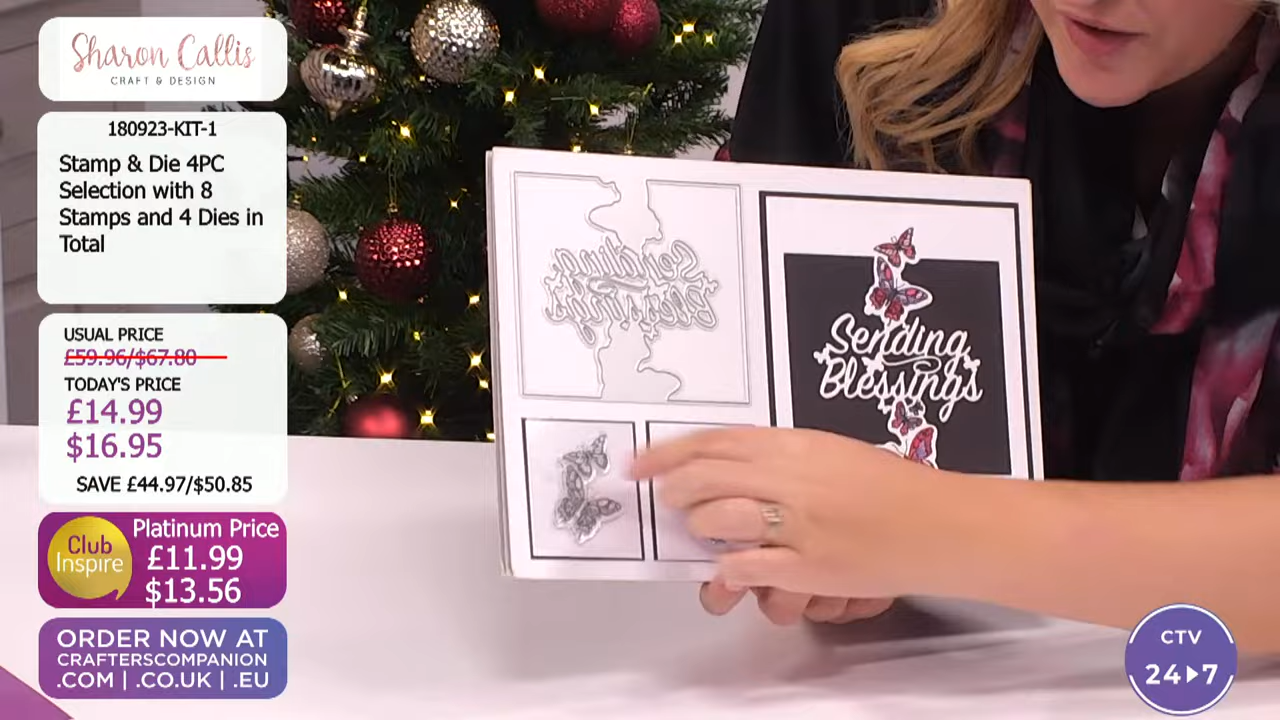 Sharon Callis
CRAFT & DESIGN
180923-KIT-1
Stamp & Die 4PC
Selection with 8
Stamps and 4 Dies in
Total
USUAL PRICE
£59.96/$67.80
TODAY'S PRICE
£14.99
$16.95
SAVE £44.97/$50.85
Club
Inspire
Platinum Price
£11.99
$13.56
ORDER NOW AT
CRAFTERSCOMPANION
.COM | .CO.UK | .EU
Sending
Blessings
Sending
Blessings
CTV
24▶7